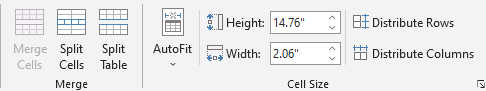 Merge Cells
Split Cells
Split Table
Merge
AutoFit
Height: 14.76"
Width: 2.06"
Distribute Rows
Distribute Columns
Cell Size